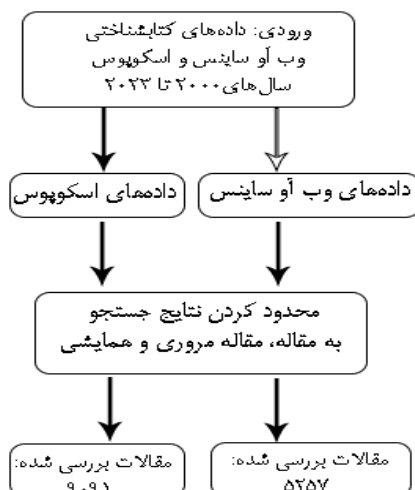 ورودی: داده‌های کتابشناختی
وب آو ساینس و اسکوپوس
سال‌های ۲۰۰۰ تا ۲۰۲۳
داده‌های وب آو ساینس
داده‌های اسکوپوس
محدود کردن نتایج جستجو
به مقاله، مقاله مروری و همایشی
مقالات بررسی شده:
۵۲۵۷
مقالات بررسی شده: